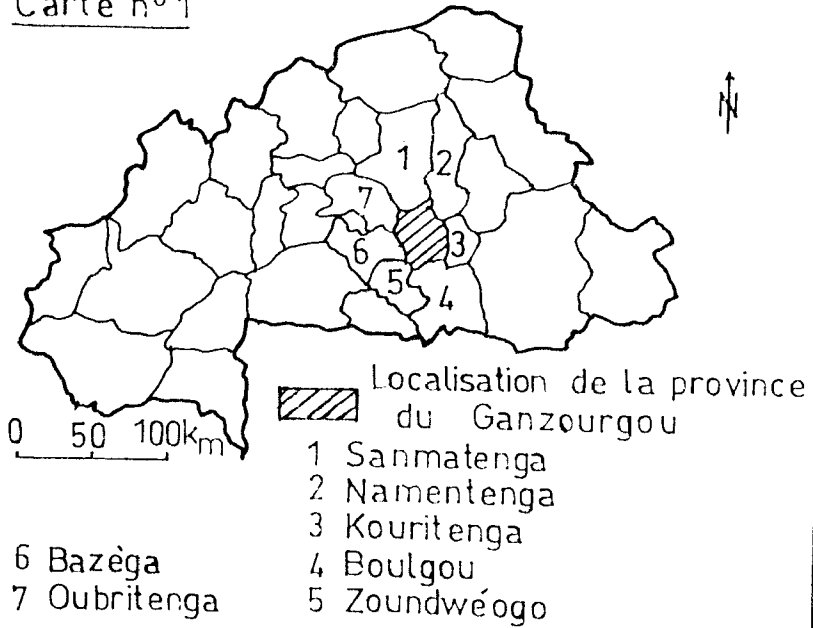 Carte n° 1
N
1
2
7
3
6
5
4
Localisation de la province
du Ganzourgou
0 50 100km
1 Sanmatenga
2 Namentenga
3 Kouritenga
4 Boulgou
5 Zoundwéogo
6 Bazèga
7 Oubritenga